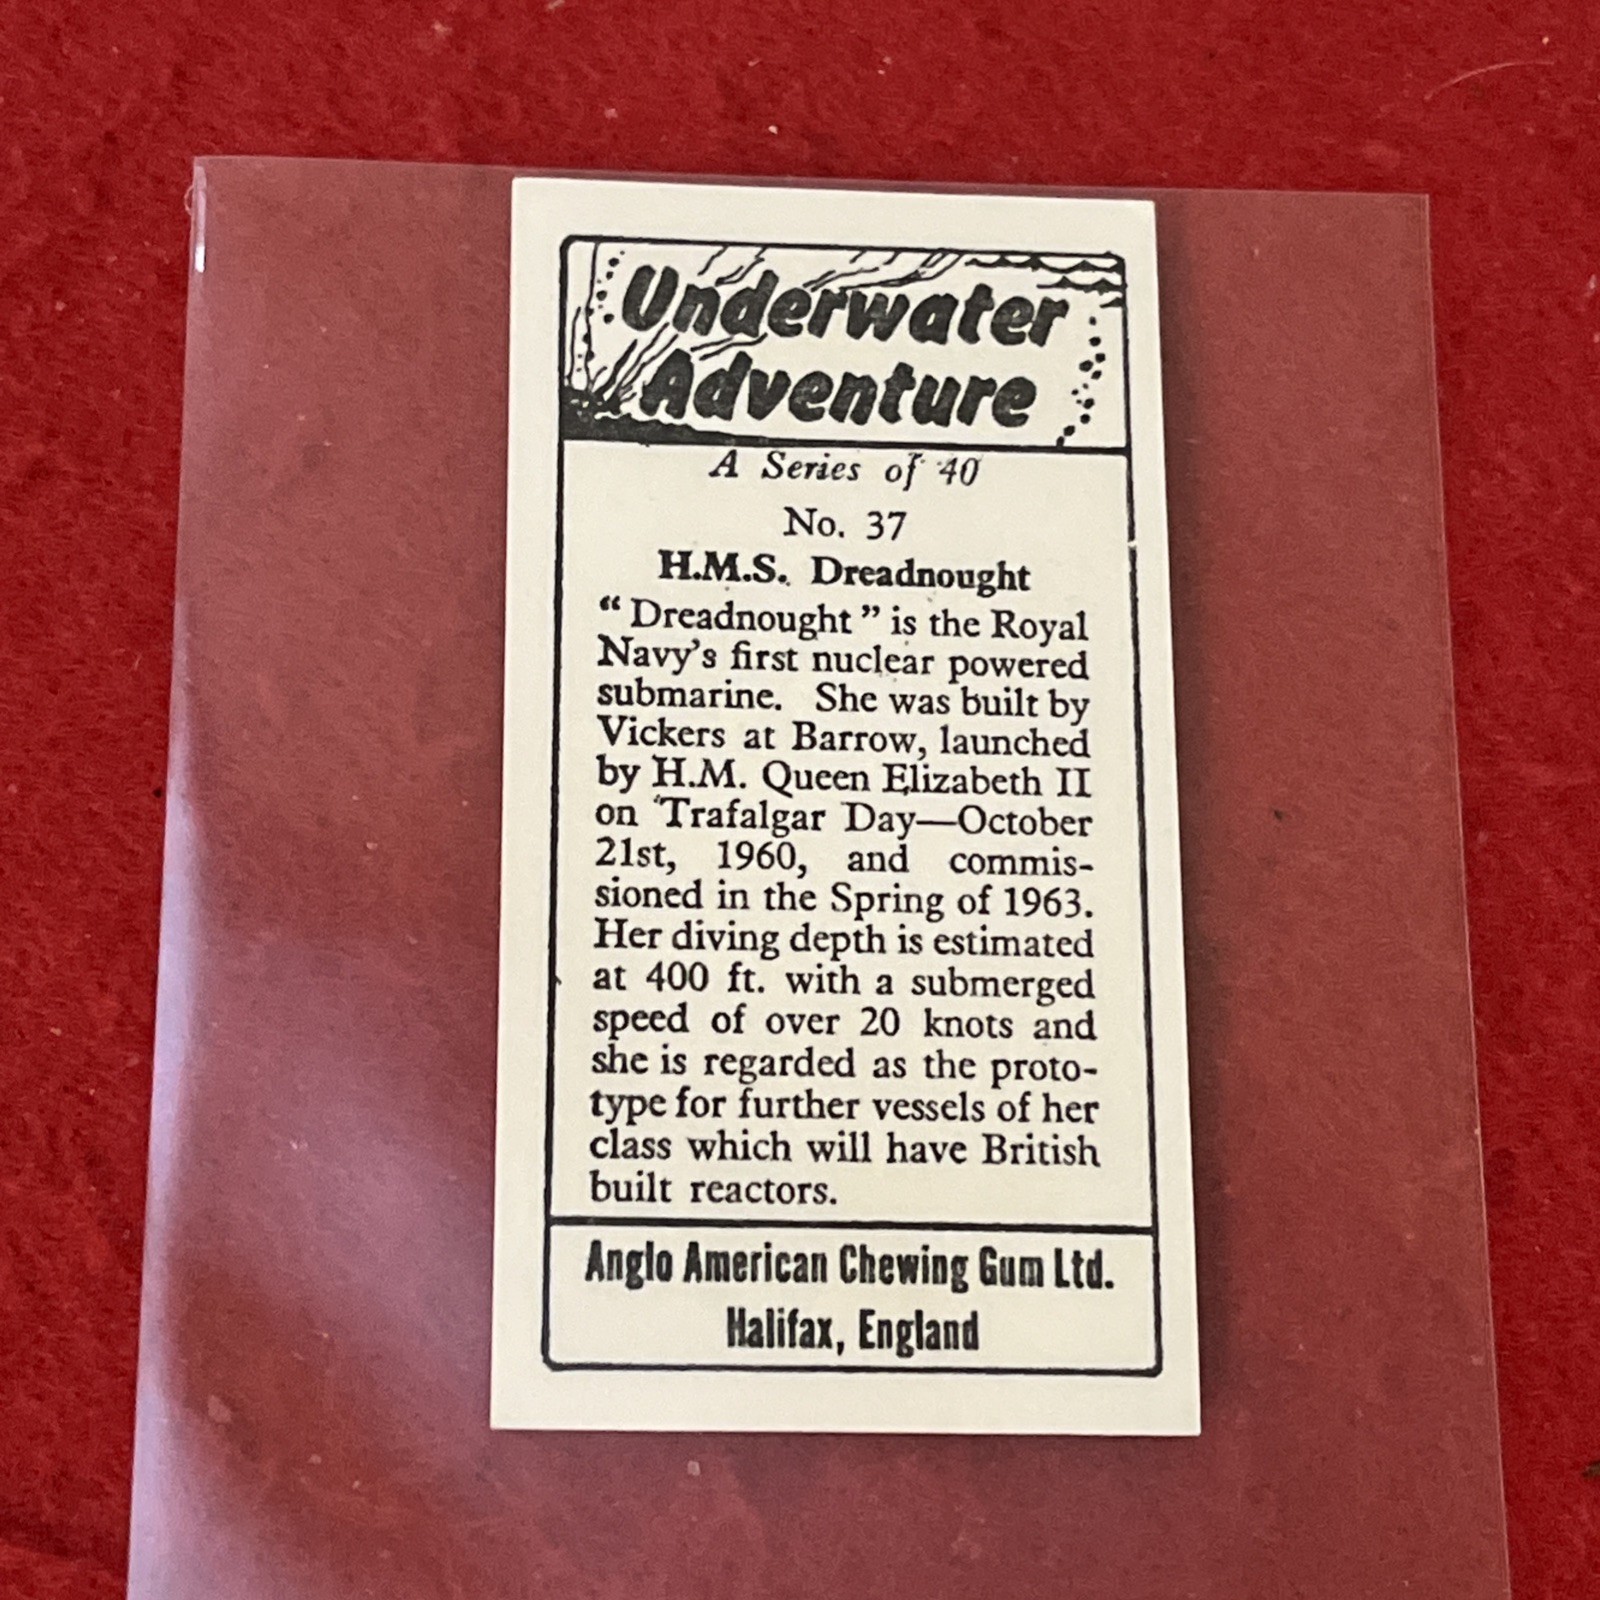 Underwater
Adventure
A Series of 40
No. 37
H.M.S. Dreadnought
“Dreadnought” is the Royal
Navy’s first nuclear powered
submarine. She was built by
Vickers at Barrow, launched
by H.M. Queen Elizabeth II
on Trafalgar Day—October
21st, 1960, and commis-
sioned in the Spring of 1963.
Her diving depth is estimated
at 400 ft. with a submerged
speed of over 20 knots and
she is regarded as the proto-
type for further vessels of her
class which will have British
built reactors.
Anglo American Chewing Gum Ltd.
Halifax, England